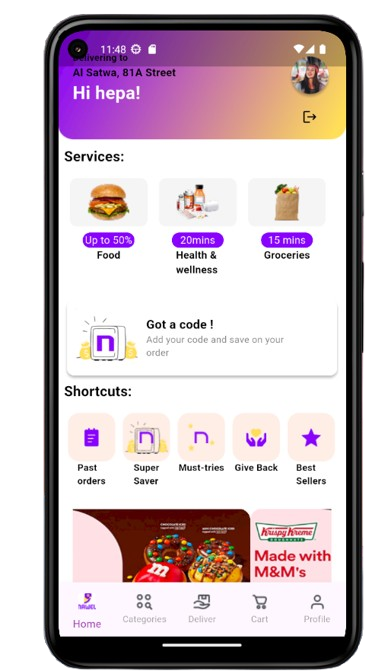 11:48
Delivering to
Al Satwa, 81A Street
Hi hepa!
Services:
Up to 50%
20mins
15 mins
Food
Health &
wellness
Groceries
n
Got a code !
Add your code and save on your
order
Shortcuts:
n
n
Past
orders
Super
Saver
Must-tries
Give Back
Best
Sellers
m
Krispy Kreme
DOUGHNUTS
Made with
M&M's
NAWEL
Home
Categories
Deliver
Cart
Profile